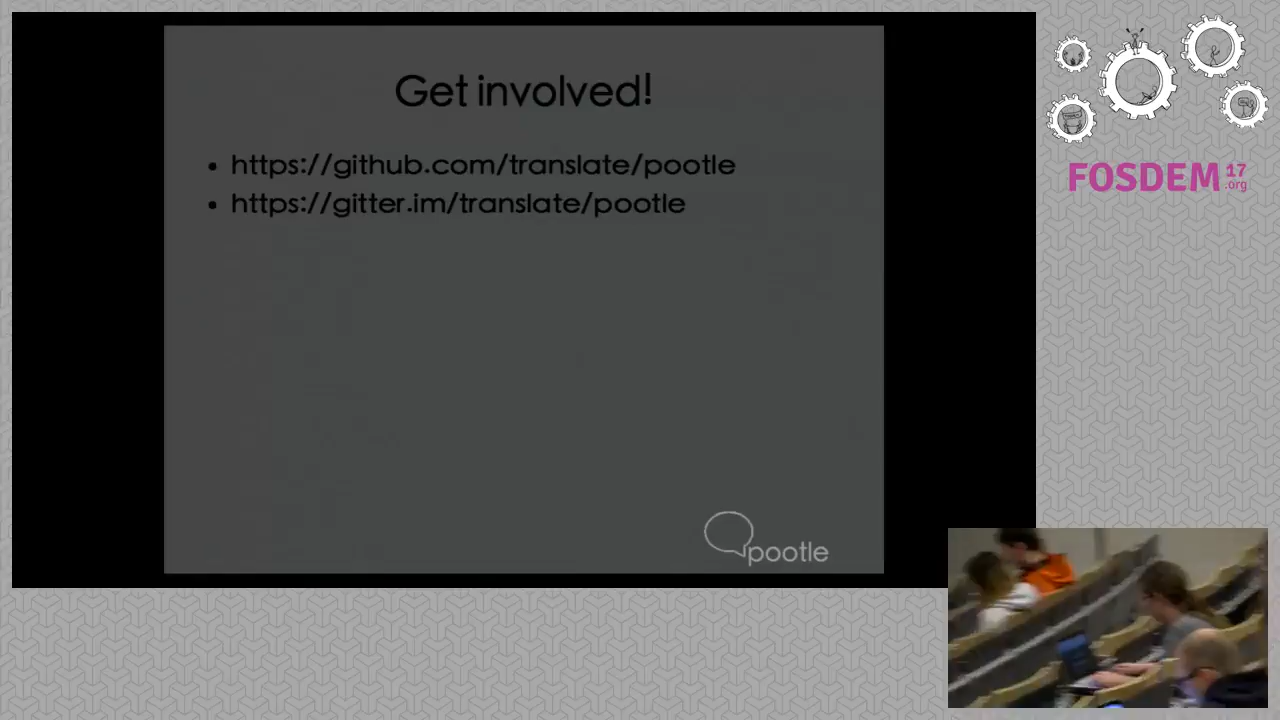 Get involved!
• https://github.com/translate/pootle
• https://gitter.im/translate/pootle
pootle
FOSDEM 17
.org